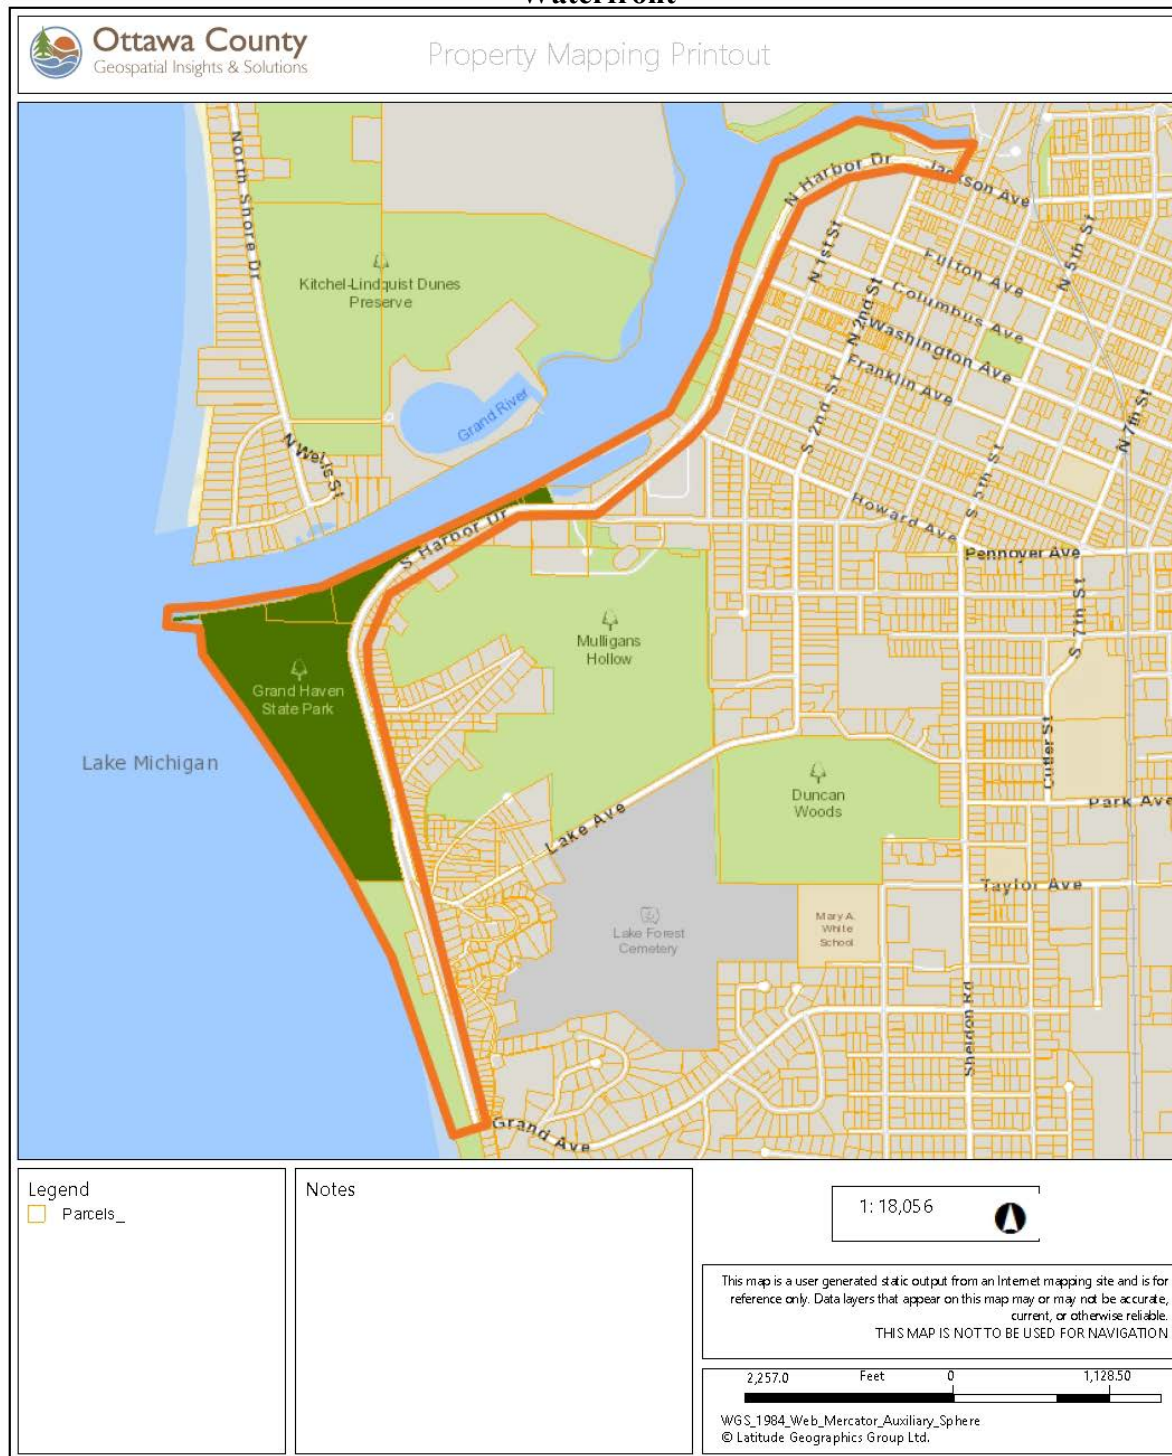 Waterfront
Ottawa County
Geospatial Insights & Solutions
Property Mapping Printout
North Shore Dr
Kitchel-Lindquist Dunes
Preserve
Grand River
N Wells St
N Harbor Dr
Jackson Ave
N 1st St
N 2nd St
N 5th St
Fulton Ave
Columbus Ave
Washington Ave
Franklin Ave
S 2nd St
N 7th St
S 5th St
Howard Ave
Pennoyer Ave
S Harbor Dr
Mulligans
Hollow
S 7th St
Grand Haven
State Park
Lake Michigan
Cutler St
Duncan
Woods
Park Ave
Lake Ave
Taylor Ave
Lake Forest
Cemetery
Mary A.
White
School
Sheldon Rd
Grand Ave
Legend
Parcels_
Notes
1: 18,056
This map is a user generated static output from an Internet mapping site and is for
reference only. Data layers that appear on this map may or may not be accurate,
current, or otherwise reliable.
THIS MAP IS NOT TO BE USED FOR NAVIGATION
2,257.0 Feet 0 1,128.50
WGS_1984_Web_Mercator_Auxiliary_Sphere
© Latitude Geographics Group Ltd.